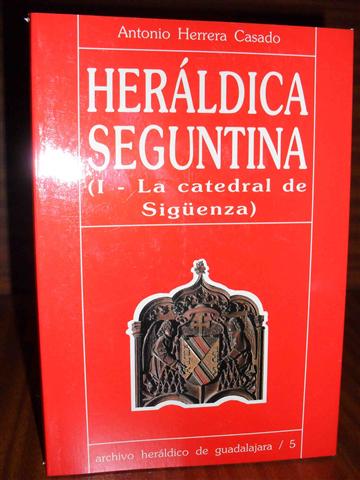 Antonio Herrera Casado
HERÁLDICA
SEGUNTINA
(I - La catedral de
Sigüenza)
archivo heráldico de guadalajara / 5